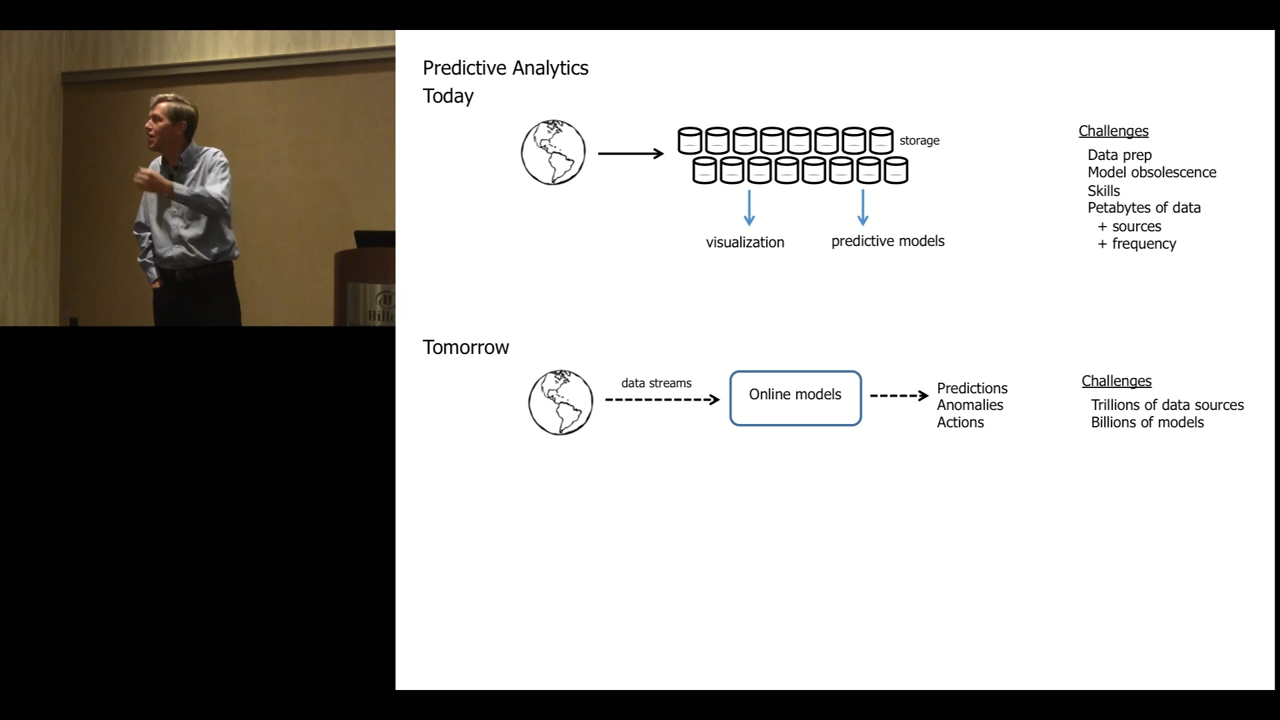 Predictive Analytics
Today
storage
visualization
predictive models
Challenges
Data prep
Model obsolescence
Skills
Petabytes of data
+ sources
+ frequency
Tomorrow
data streams
Online models
Predictions
Anomalies
Actions
Challenges
Trillions of data sources
Billions of models